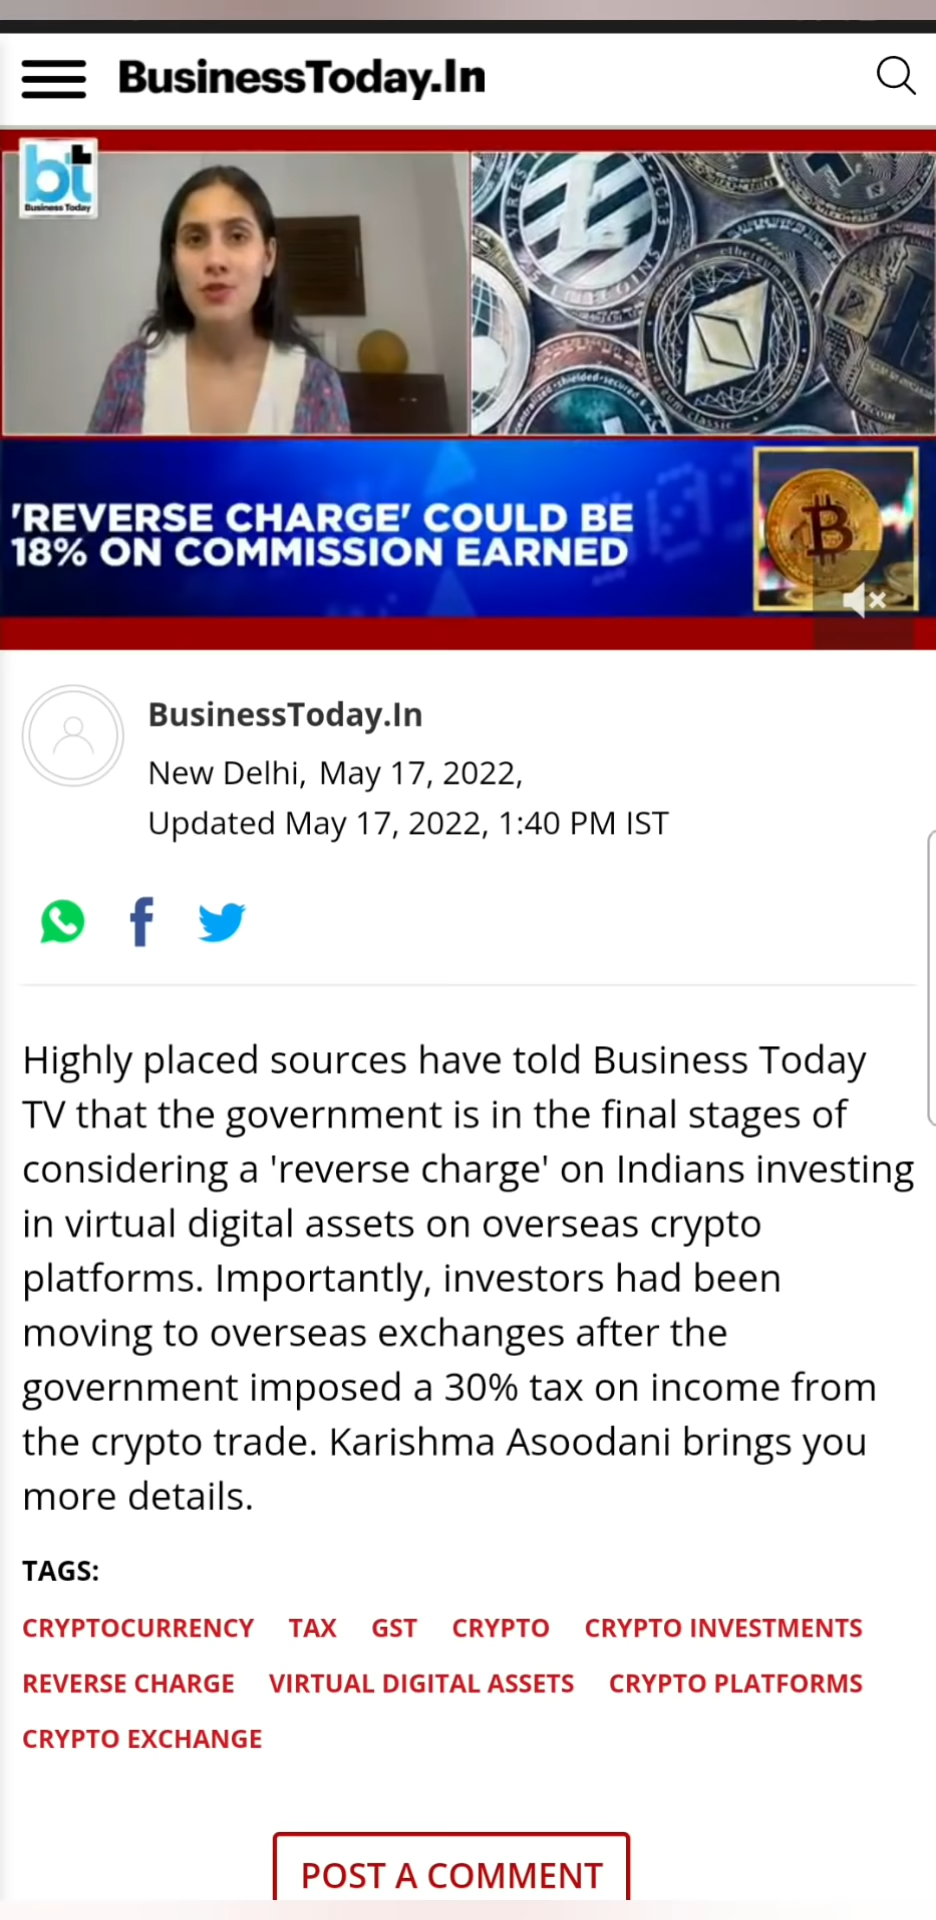 BusinessToday.In
bt
Business Today
'REVERSE CHARGE' COULD BE
18% ON COMMISSION EARNED
BusinessToday.In
New Delhi, May 17, 2022,
Updated May 17, 2022, 1:40 PM IST
Highly placed sources have told Business Today
TV that the government is in the final stages of
considering a 'reverse charge' on Indians investing
in virtual digital assets on overseas crypto
platforms. Importantly, investors had been
moving to overseas exchanges after the
government imposed a 30% tax on income from
the crypto trade. Karishma Asoodani brings you
more details.
TAGS:
CRYPTOCURRENCY TAX GST CRYPTO CRYPTO INVESTMENTS
REVERSE CHARGE VIRTUAL DIGITAL ASSETS CRYPTO PLATFORMS
CRYPTO EXCHANGE
POST A COMMENT